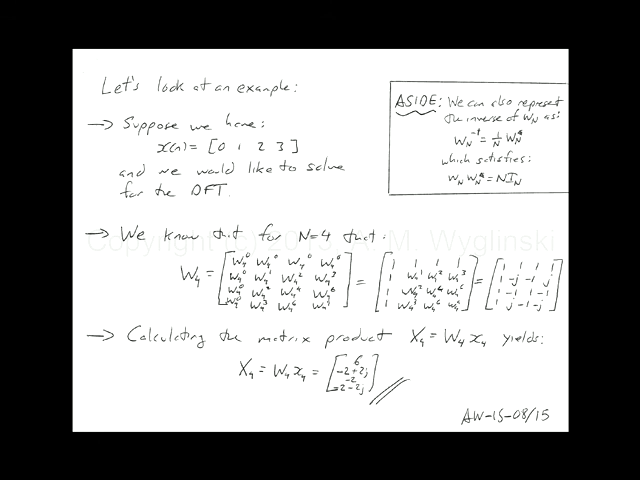 Let's look at an example:
→ Suppose we have:
x(n) = [0 1 2 3]
and we would like to solve
for the DFT.
ASIDE: We can also represent
the inverse of W_N as:
W_N^-1 = 1/N W_N^*
which satisfies:
W_N W_N^* = N I_N
→ We know that for N=4 that:
Copyright (c) 2013, A. M. Wyglinski
W_4 = [W_4^0 W_4^0 W_4^0 W_4^0; W_4^0 W_4^1 W_4^2 W_4^3; W_4^0 W_4^2 W_4^4 W_4^6; W_4^0 W_4^3 W_4^6 W_4^9] = [1 1 1 1; 1 W_4^1 W_4^2 W_4^3; 1 W_4^2 W_4^4 W_4^6; 1 W_4^3 W_4^6 W_4^9] = [1 1 1 1; 1 -j -1 j; 1 -1 1 -1; 1 j -1 -j]
→ Calculating the matrix product X_4 = W_4 x_4 yields:
X_4 = W_4 x_4 = [6; -2+2j; -2; -2-2j]
AW-15-08/15